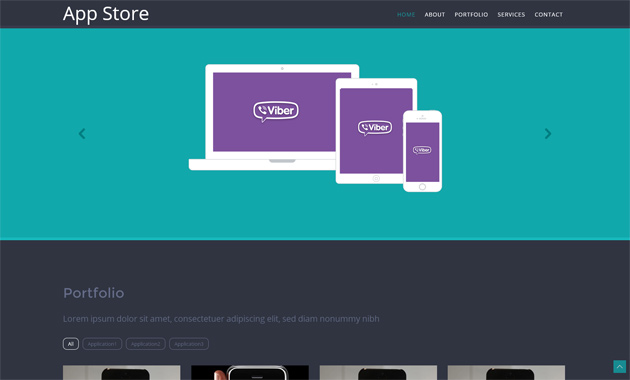 App Store
HOME ABOUT PORTFOLIO SERVICES CONTACT
Viber
Viber
Viber
Portfolio
Lorem ipsum dolor sit amet, consectetuer adipiscing elit, sed diam nonummy nibh
All Application1 Application2 Application3